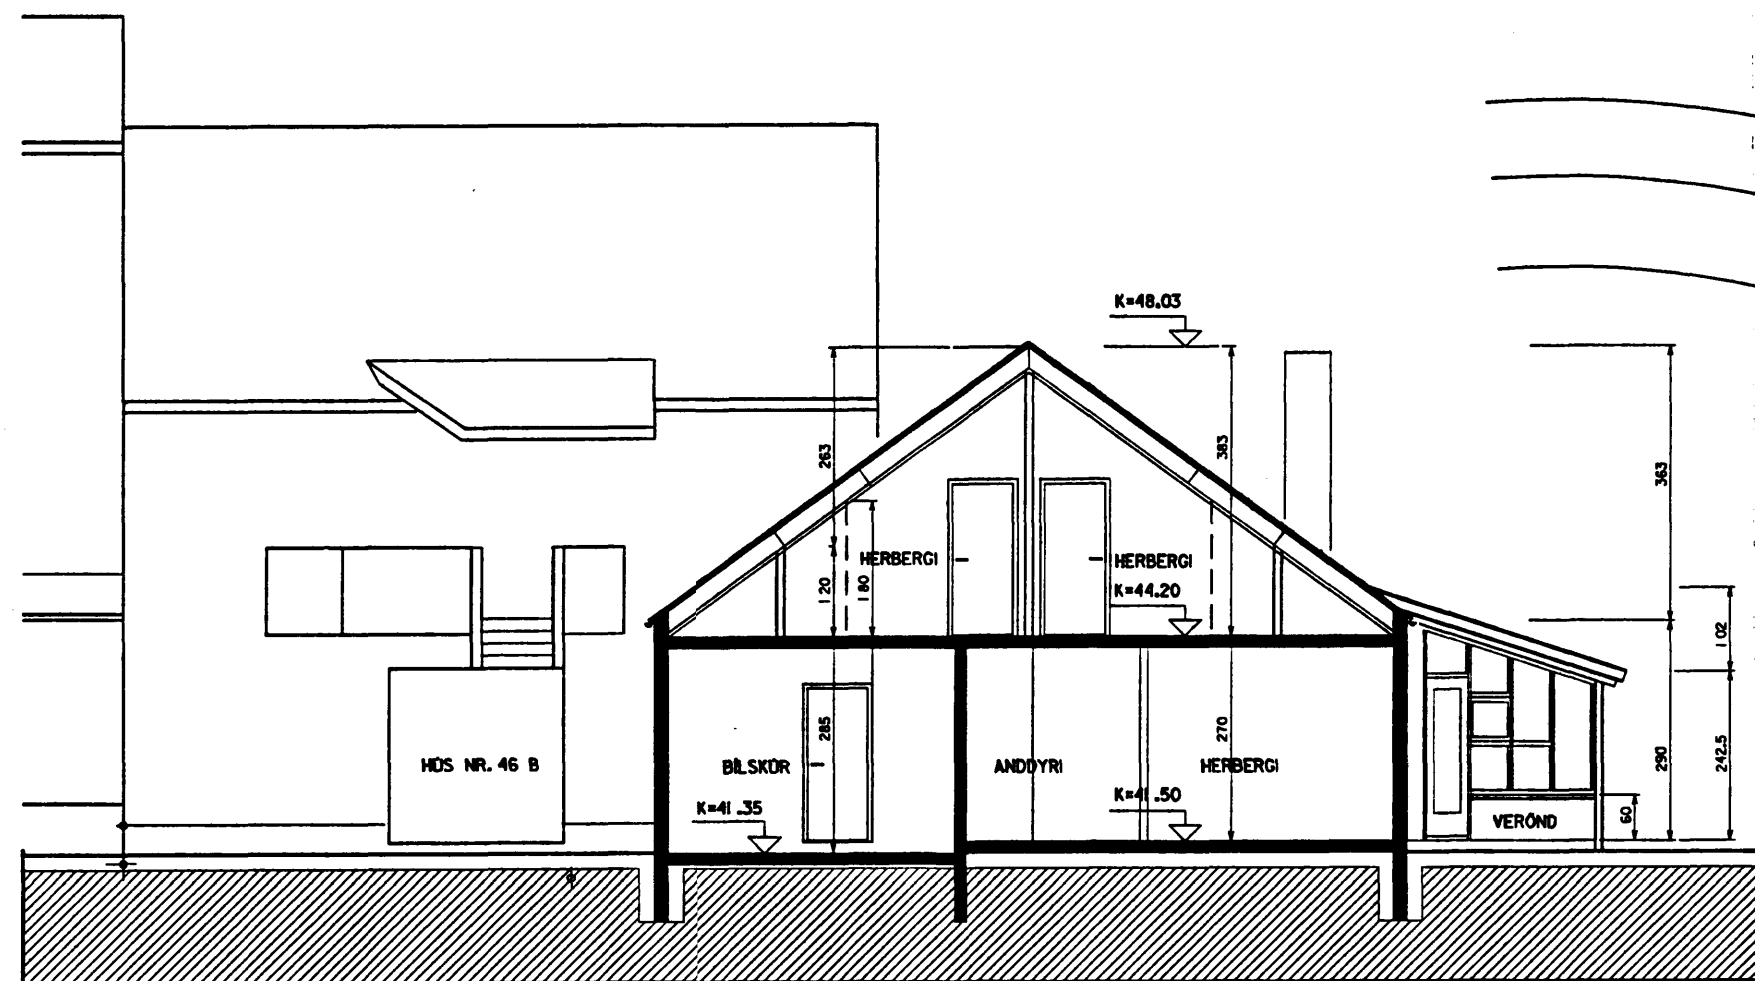 K=48.03
263
383
363
HERBERGI
HERBERGI
120
180
K=44.20
102
HÚS NR. 46 B
BÍLSKÚR
285
ANDDYRI
270
HERBERGI
290
242.5
K=41.35
K=41.50
60
VERÖND